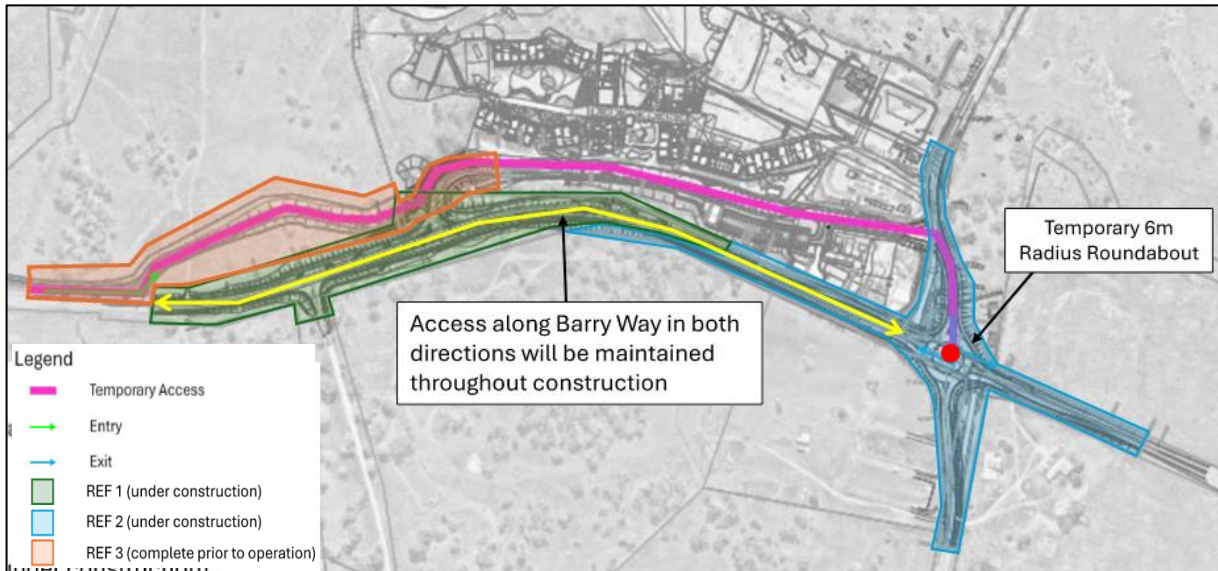 Temporary 6m
Radius Roundabout
Access along Barry Way in both
directions will be maintained
throughout construction
Legend
Temporary Access
Entry
Exit
REF 1 (under construction)
REF 2 (under construction)
REF 3 (complete prior to operation)